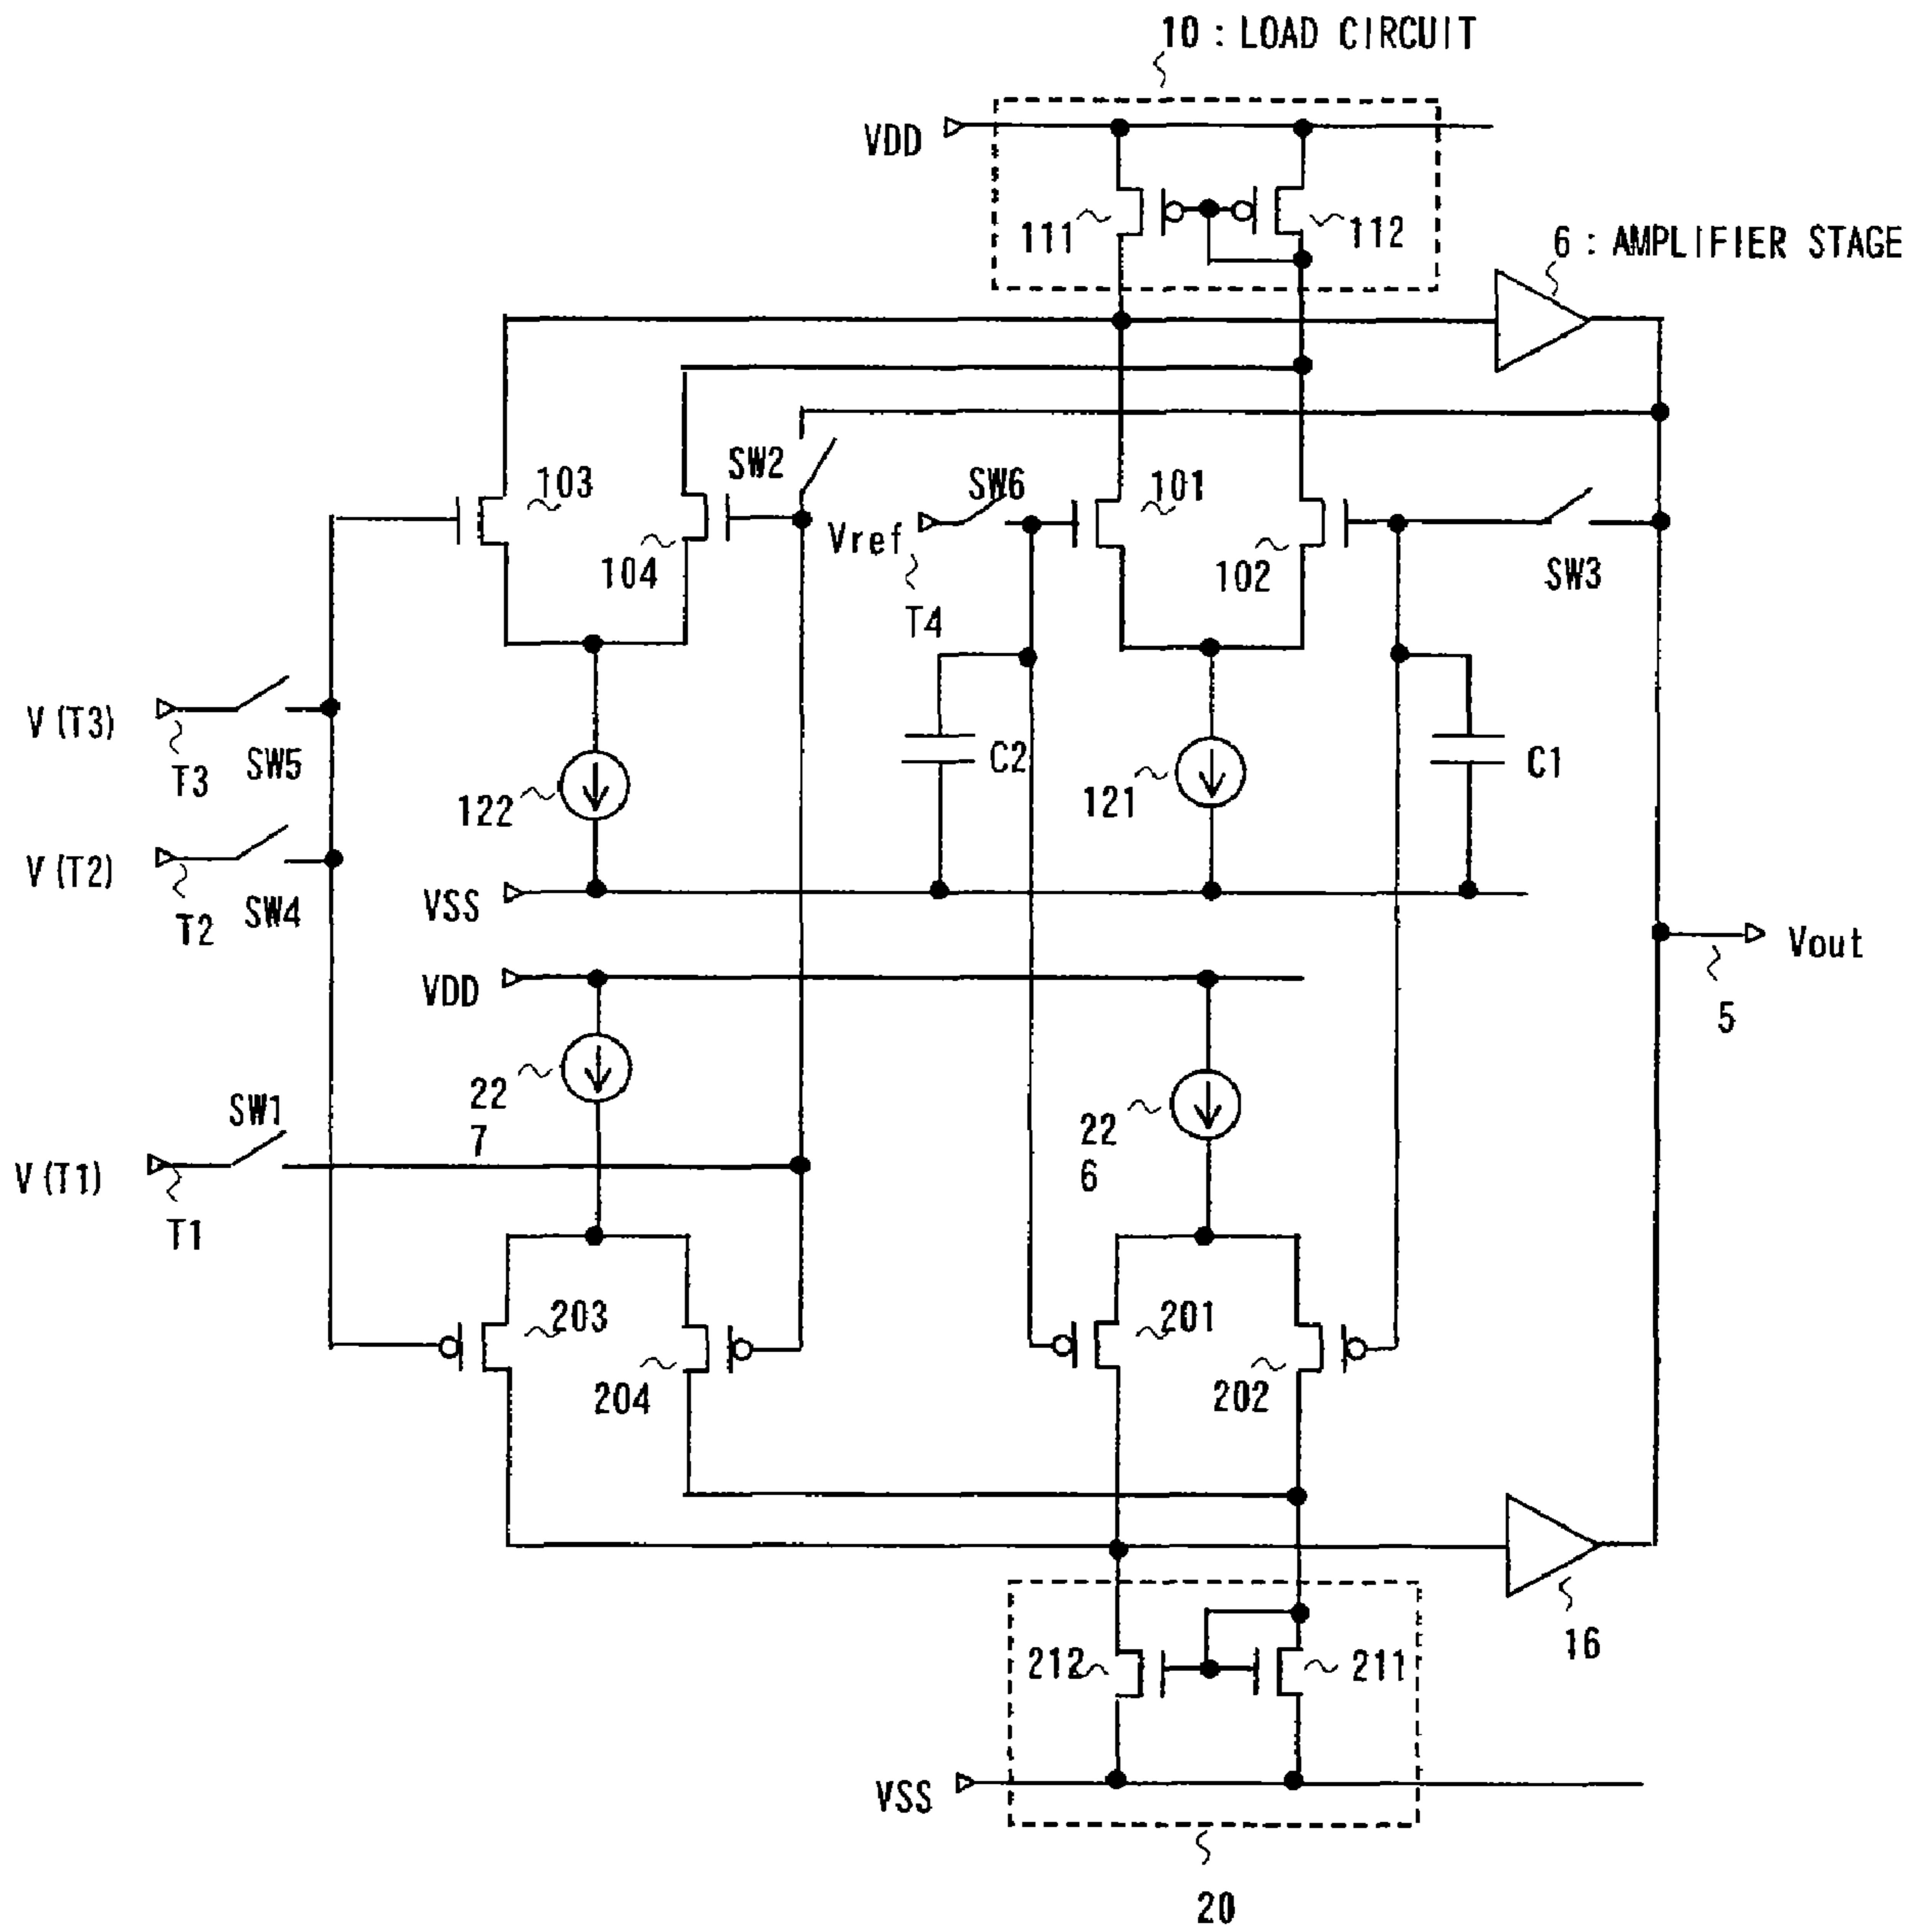 10 : LOAD CIRCUIT
VDD
111
112
6 : AMPLIFIER STAGE
103
SW2
104
SW6
101
Vref
T4
102
SW3
V (T3)
T3
SW5
122
C2
121
C1
V (T2)
T2
SW4
VSS
Vout
5
VDD
22
7
22
6
SW1
V (T1)
T1
203
204
201
202
16
212
211
VSS
20